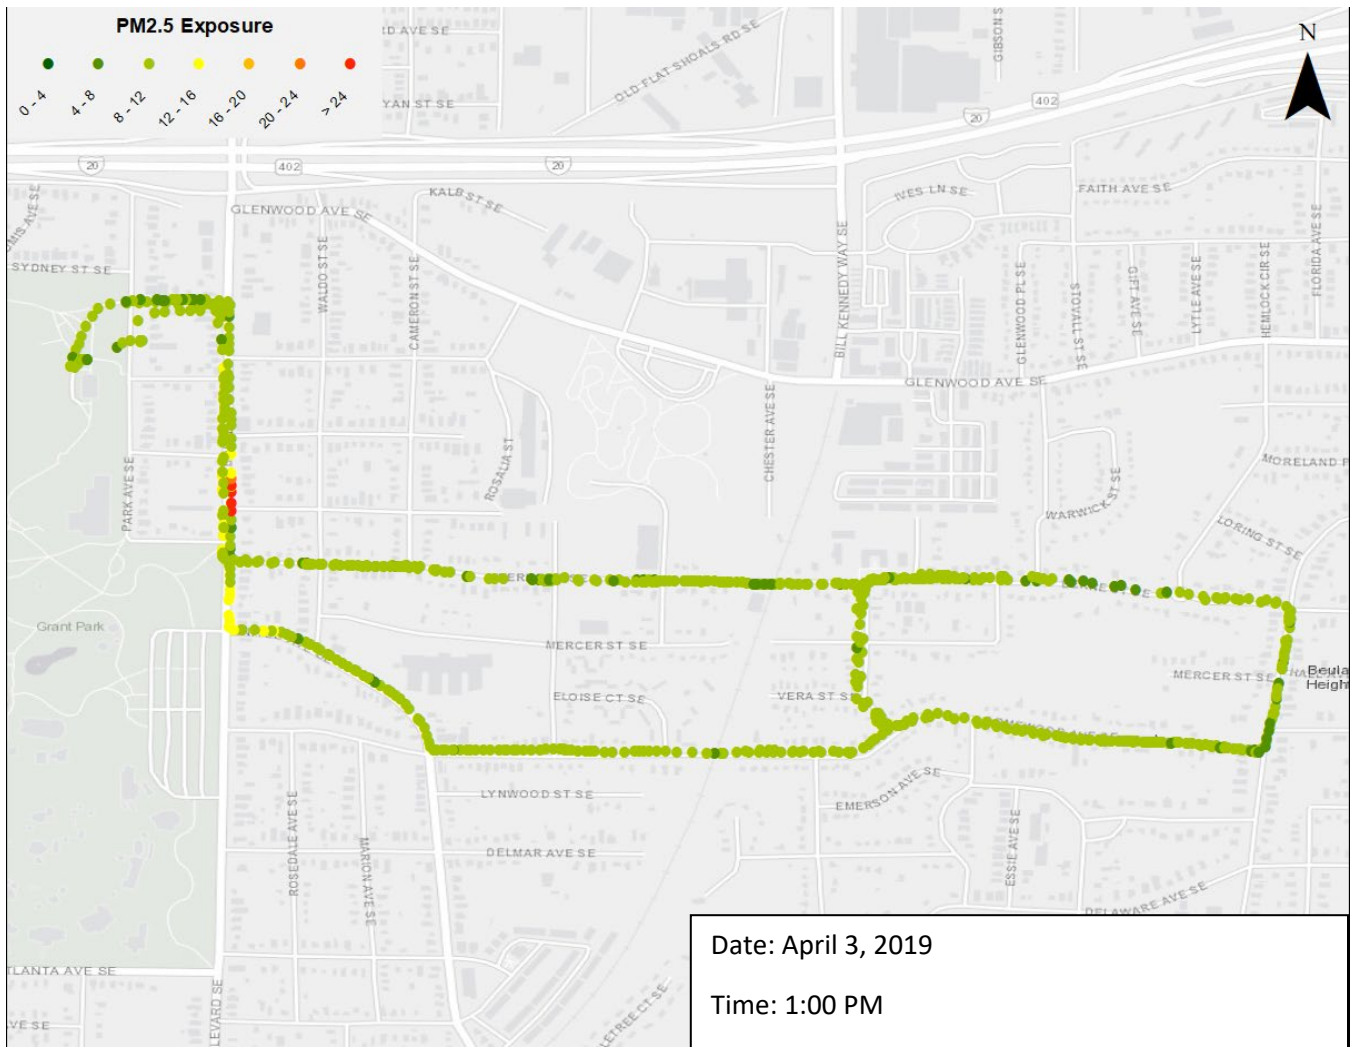 PM2.5 Exposure
0 - 4
4 - 8
8 - 12
12 - 16
16 - 20
20 - 24
> 24
N
YAN ST SE
OLD FLAT SHOALS RD SE
GIBSON S
402
20
20
402
20
KALB ST SE
WES LN SE
FAITH AVE SE
GLENWOOD AVE SE
SYDNEY ST SE
WALDO ST SE
CAMERON ST SE
BILL KENNEDY WAY SE
GLENWOOD PL SE
STOVALL ST SE
GIFT AVE SE
LYTLE AVE SE
HEMLOCK CIR SE
FLORIDA AVE SE
GLENWOOD AVE SE
CHESTER AVE SE
ROSALIA ST
PARK AVE SE
WARWICK ST SE
MORELAND
LORING ST SE
Grant Park
MERCER ST SE
MERCER ST SE
Beula
Heigh
ELOISE CT SE
VERA ST S
EMERSON AVE SE
LYNWOOD ST SE
DELMAR AVE SE
ROSEDALE AVE SE
MARION AVE SE
ESSIE AVE SE
DELAWARE AVE SE
TLANTA AVE SE
LEVARD SE
VE SE
LETREE CT SE
Date: April 3, 2019
Time: 1:00 PM